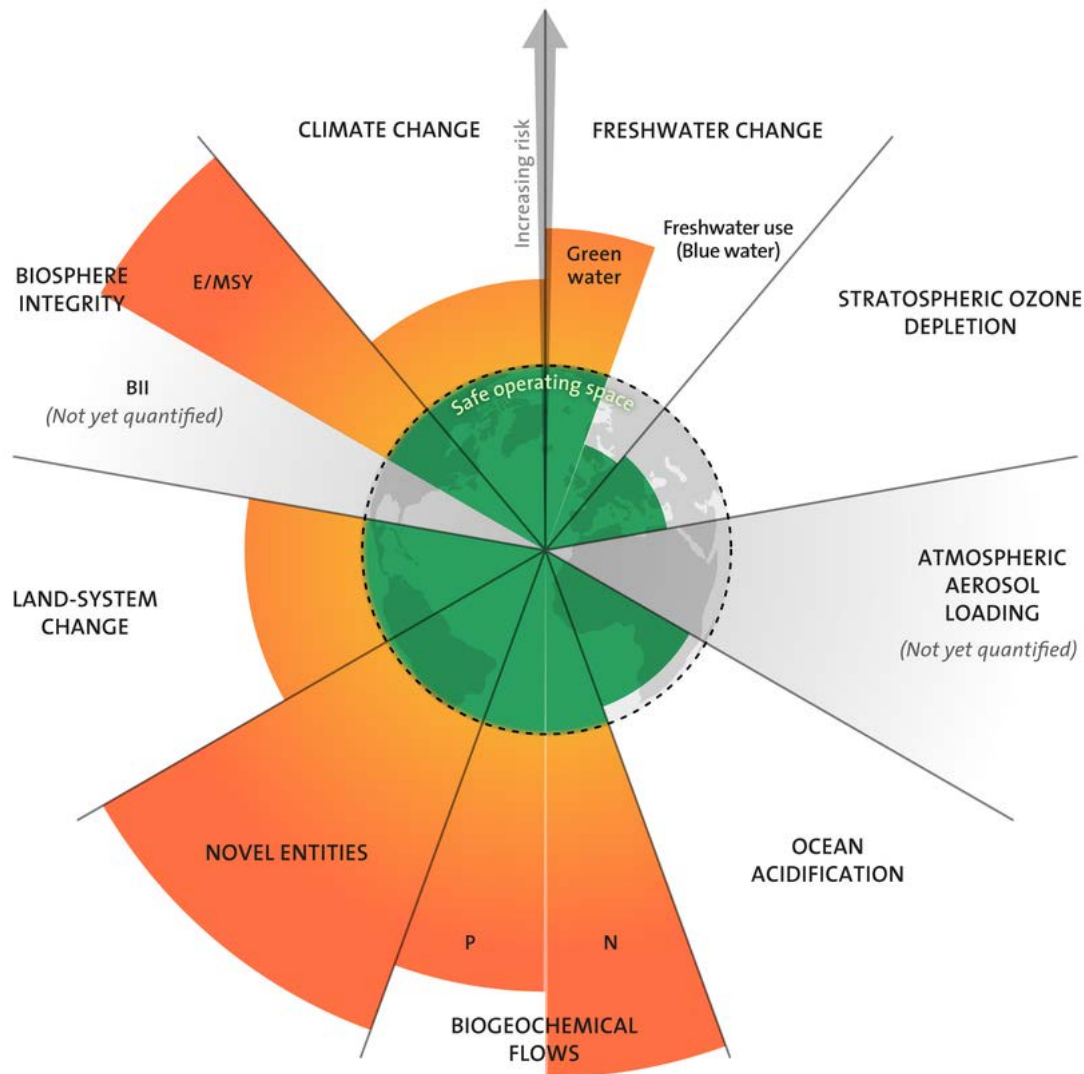 CLIMATE CHANGE
Increasing risk
FRESHWATER CHANGE
Green
water
Freshwater use
(Blue water)
STRATOSPHERIC OZONE
DEPLETION
BIOSPHERE
INTEGRITY
E/MSY
BII
(Not yet quantified)
Safe operating space
LAND-SYSTEM
CHANGE
ATMOSPHERIC
AEROSOL
LOADING
(Not yet quantified)
NOVEL ENTITIES
OCEAN
ACIDIFICATION
P
N
BIOGEOCHEMICAL
FLOWS